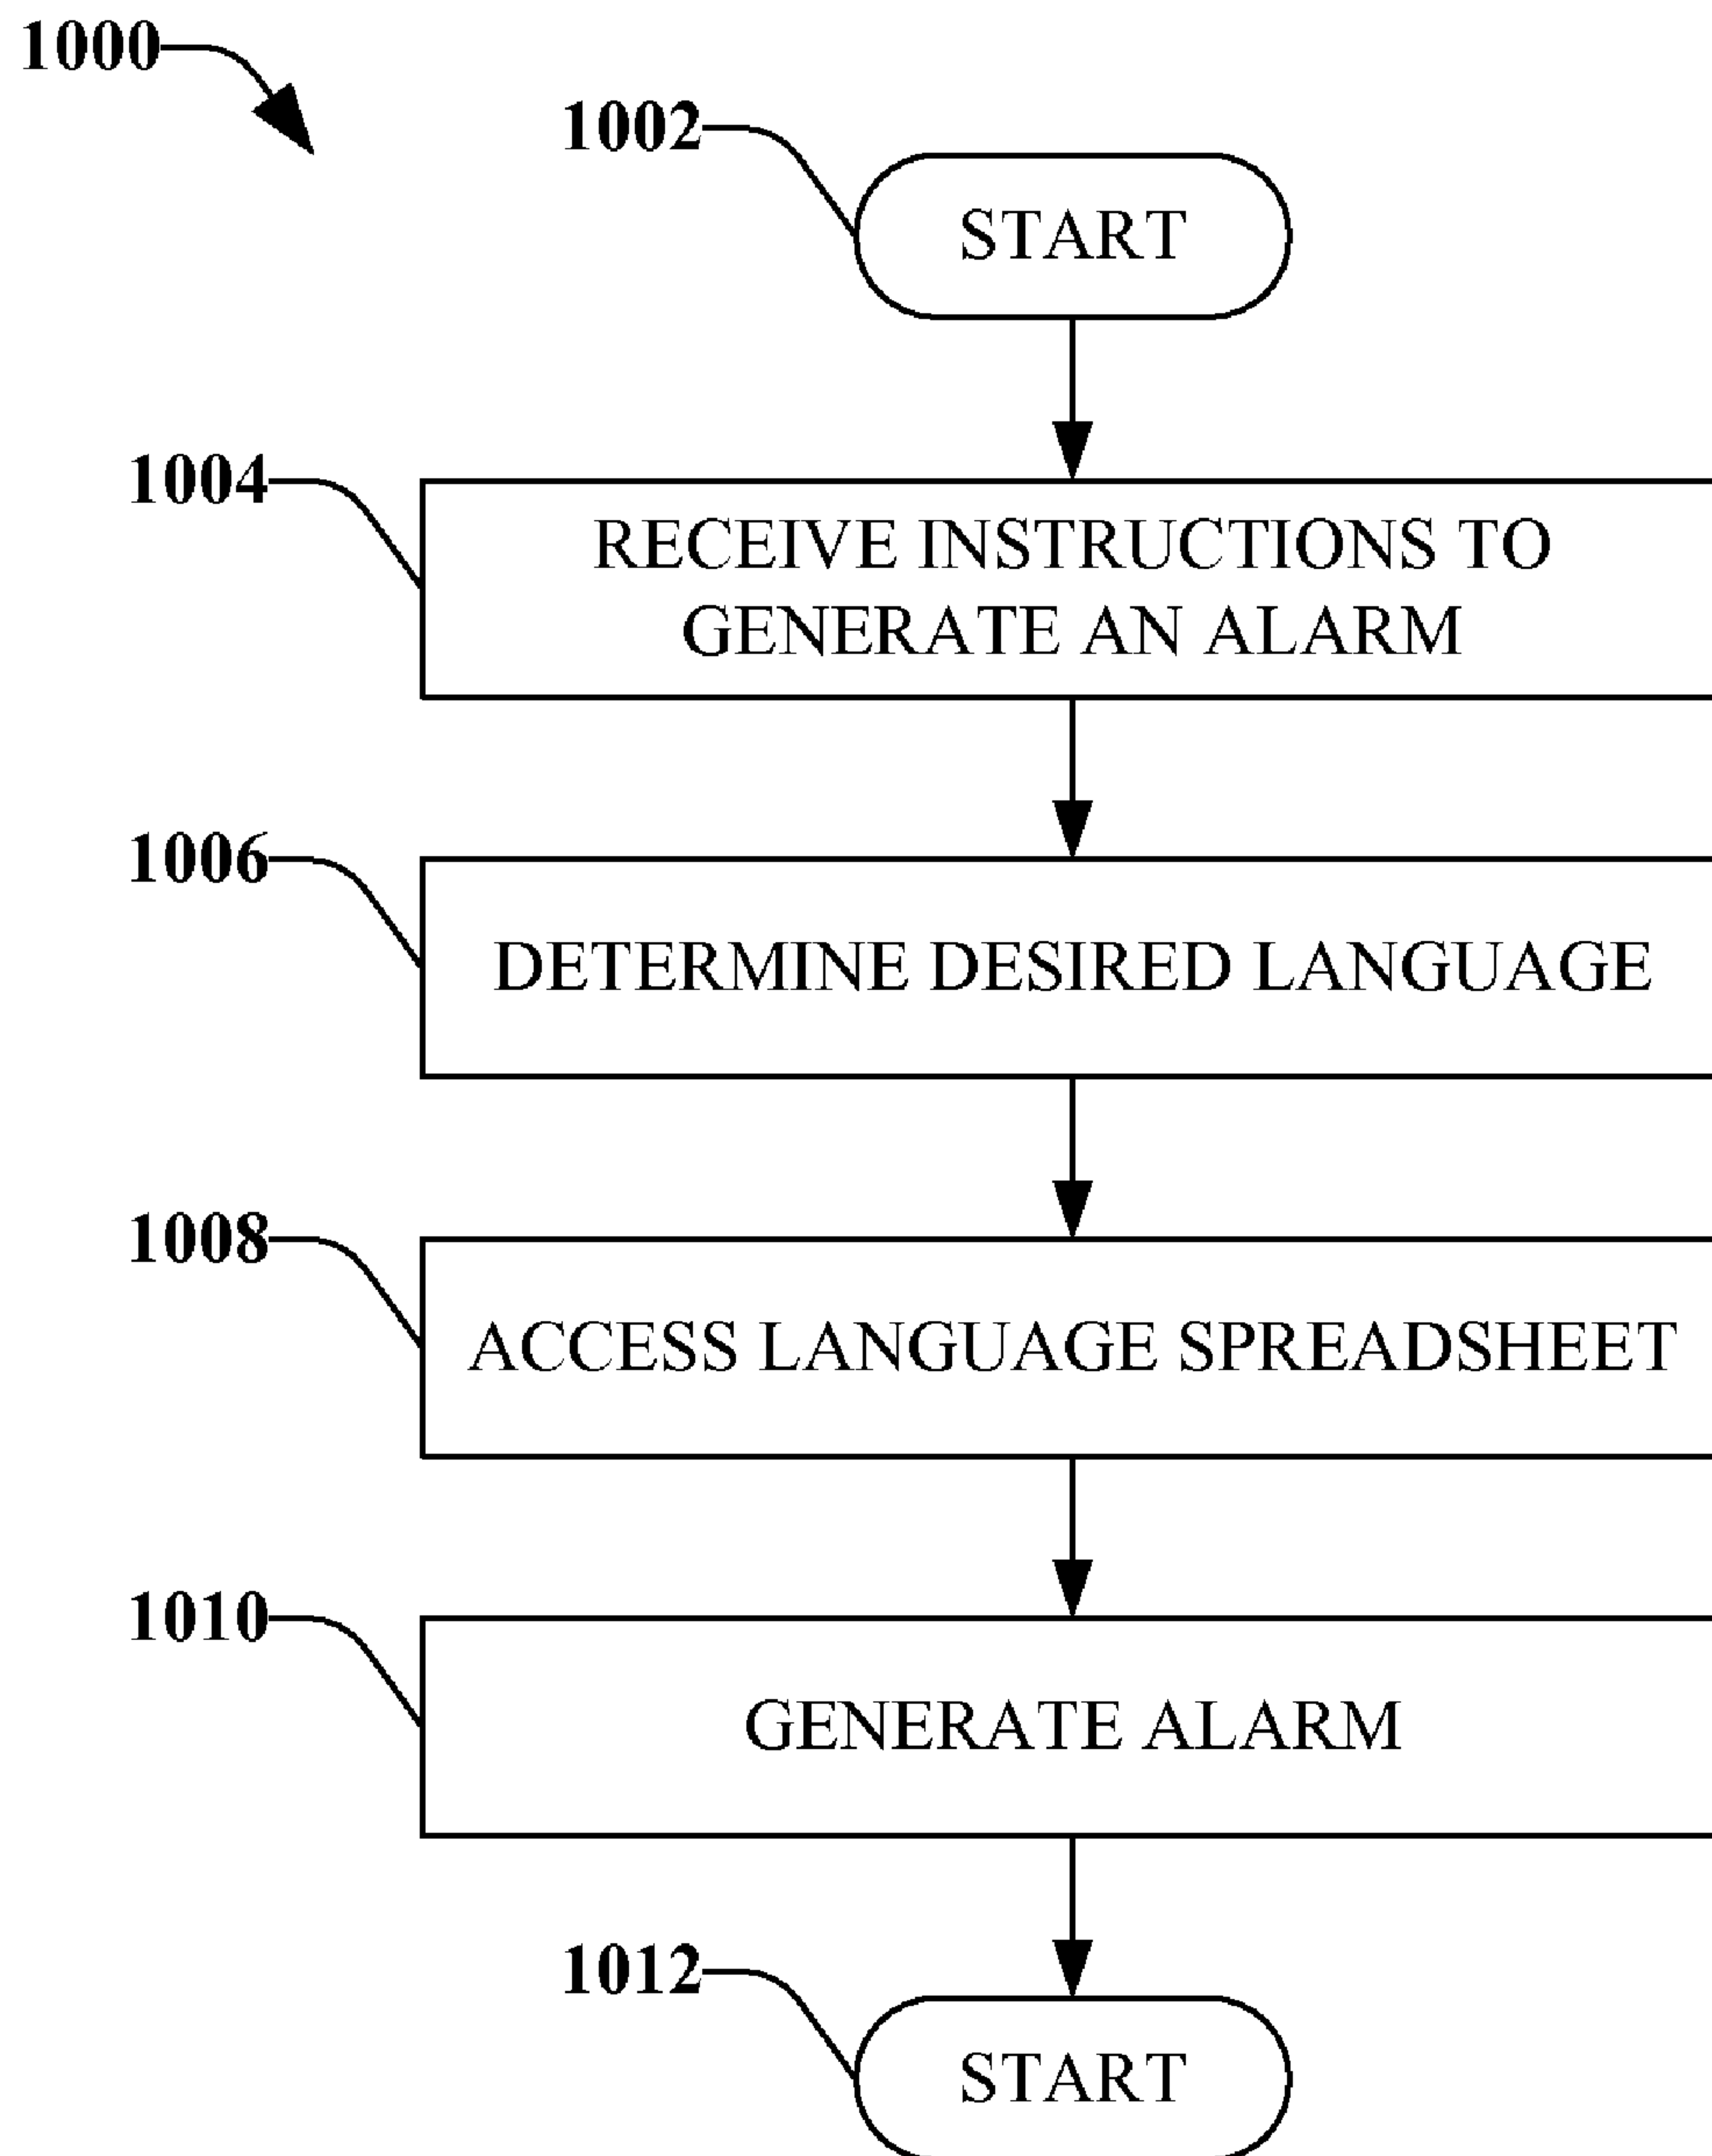 1000
1002
START
1004
RECEIVE INSTRUCTIONS TO
GENERATE AN ALARM
1006
DETERMINE DESIRED LANGUAGE
1008
ACCESS LANGUAGE SPREADSHEET
1010
GENERATE ALARM
1012
START